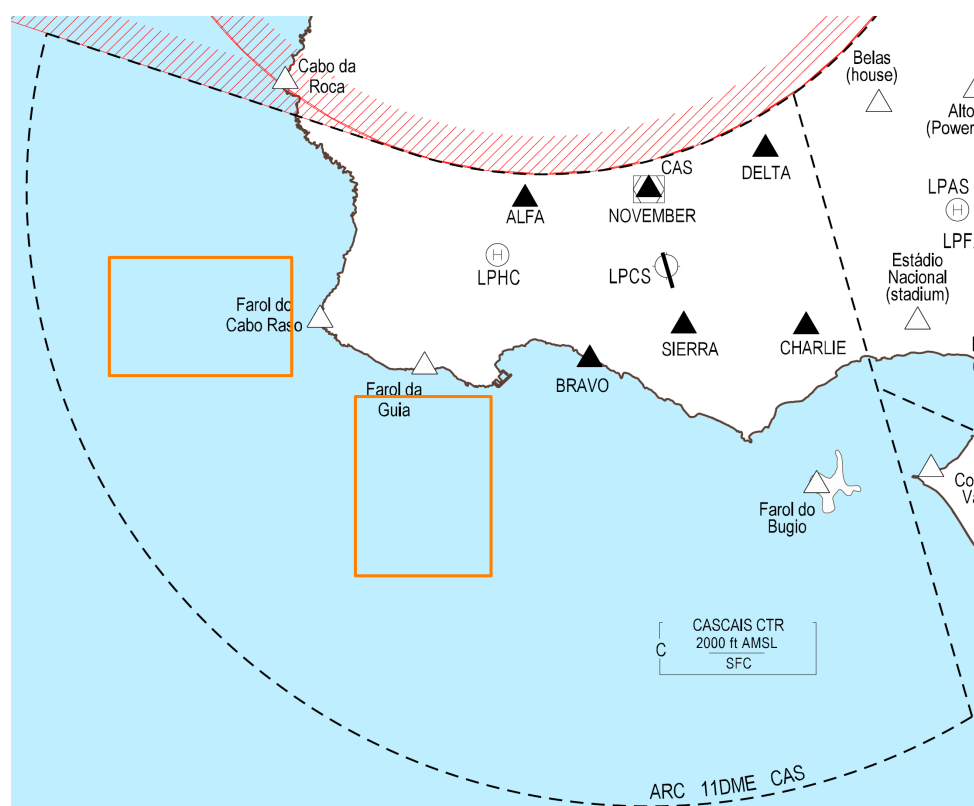 Cabo da
Roca
Belas
(house)
Alto
(Power
CAS
DELTA
ALFA
NOVEMBER
LPAS
H
LPHC
H
LPCS
Estádio
Nacional
(stadium)
Farol do
Cabo Raso
SIERRA
CHARLIE
BRAVO
Farol da
Guia
Farol do
Bugio
CASCAIS CTR
C
2000 ft AMSL
SFC
ARC 11DME CAS